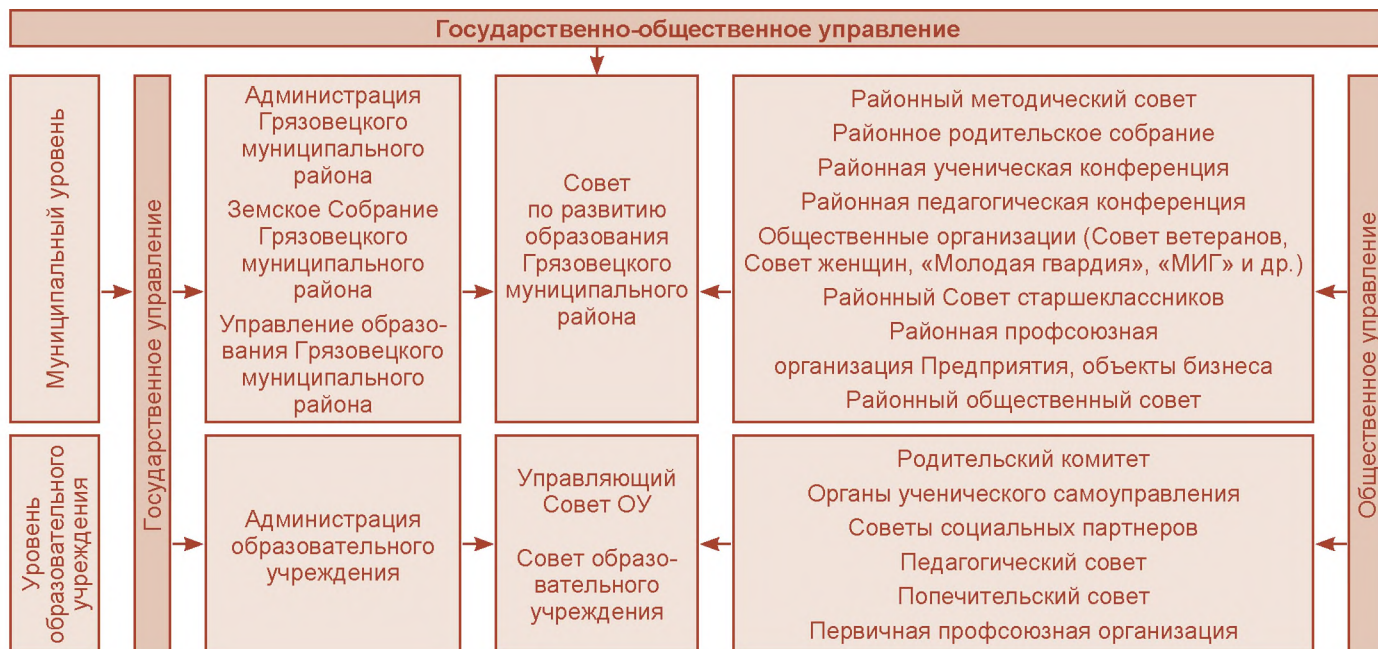 Государственно-общественное управление
Муниципальный уровень
Государственное управление
Администрация
Грязовецкого
муниципального
района
Земское Собрание
Грязовецкого
муниципального
района
Управление образо-
вания Грязовецкого
муниципального
района
Совет
по развитию
образования
Грязовецкого
муниципального
района
Районный методический совет
Районное родительское собрание
Районная ученическая конференция
Районная педагогическая конференция
Общественные организации (Совет ветеранов,
Совет женщин, «Молодая гвардия», «МИГ» и др.)
Районный Совет старшеклассников
Районная профсоюзная
организация Предприятия, объекты бизнеса
Районный общественный совет
Общественное управление
Уровень
образовательного
учреждения
Администрация
образовательного
учреждения
Управляющий
Совет ОУ
Совет образо-
вательного
учреждения
Родительский комитет
Органы ученического самоуправления
Советы социальных партнеров
Педагогический совет
Попечительский совет
Первичная профсоюзная организация